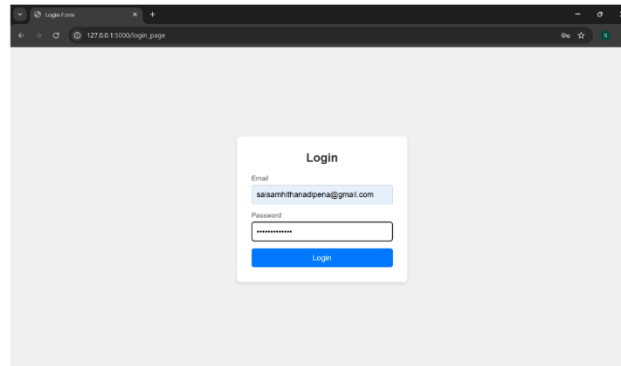 Login Form
127.0.0.1:5000/login_page
S
Login
Email
saisamhithanadipena@gmail.com
Password
•••••••••••••
Login